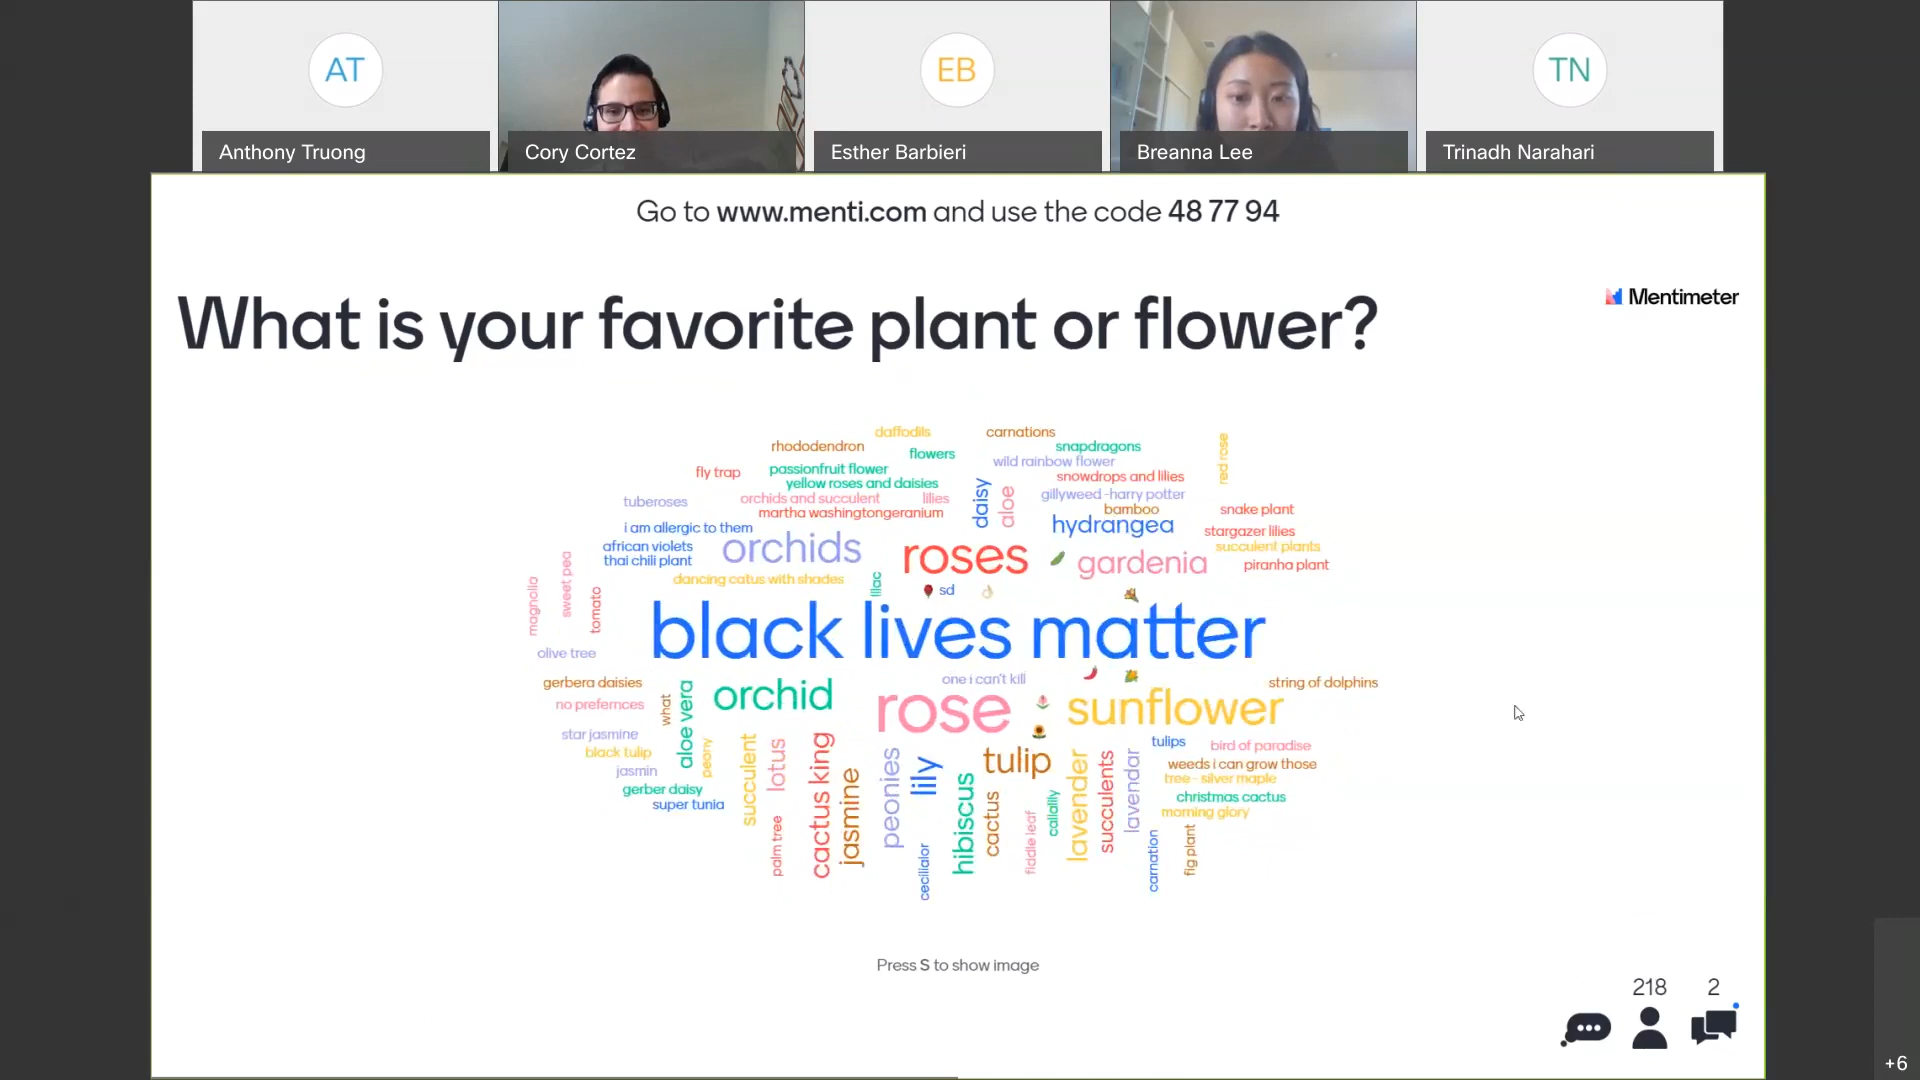 AT
EB
TN
Anthony Truong
Cory Cortez
Esther Barbieri
Breanna Lee
Trinadh Narahari
Go to www.menti.com and use the code 48 77 94
Mentimeter
What is your favorite plant or flower?
daffodils
carnations
rhododendron
flowers
snapdragons
red rose
wild rainbow flower
fly trap
passionfruit flower
snowdrops and lilies
yellow roses and daisies
daisy
aloe
gillyweed -harry potter
tuberoses
orchids and succulent
lilies
bamboo
snake plant
martha washingtongeranium
hydrangea
i am allergic to them
stargazer lilies
orchids
roses
gardenia
african violets
succulent plants
thai chili plant
piranha plant
dancing catus with shades
lilac
sd
magnolia
sweet pea
tomato
black lives matter
olive tree
one i can't kill
gerbera daisies
string of dolphins
orchid
rose
sunflower
no prefernces
what
aloe vera
star jasmine
tulips
bird of paradise
black tulip
peony
succulent
lotus
cactus king
jasmine
peonies
lilly
tulip
weeds i can grow those
jasmin
tree - silver maple
gerber daisy
christmas cactus
super tunia
hibiscus
cactus
callalily
lavender
succulents
lavendar
morning glory
palm tree
cecilialor
fiddle leaf
carnation
fig plant
Press S to show image
218
2
+6